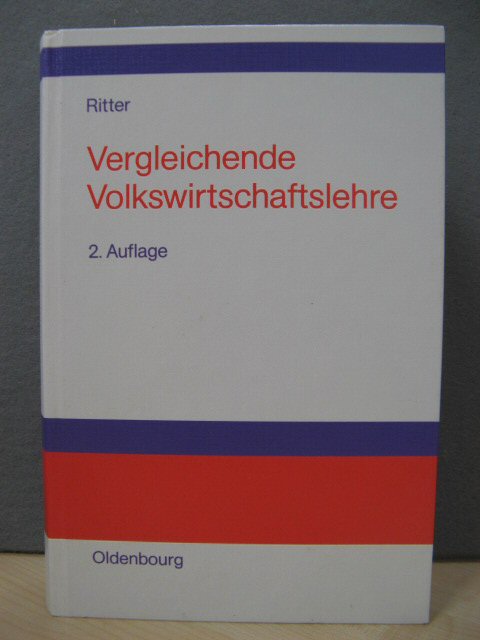 Ritter
Vergleichende
Volkswirtschaftslehre
2. Auflage
Oldenbourg